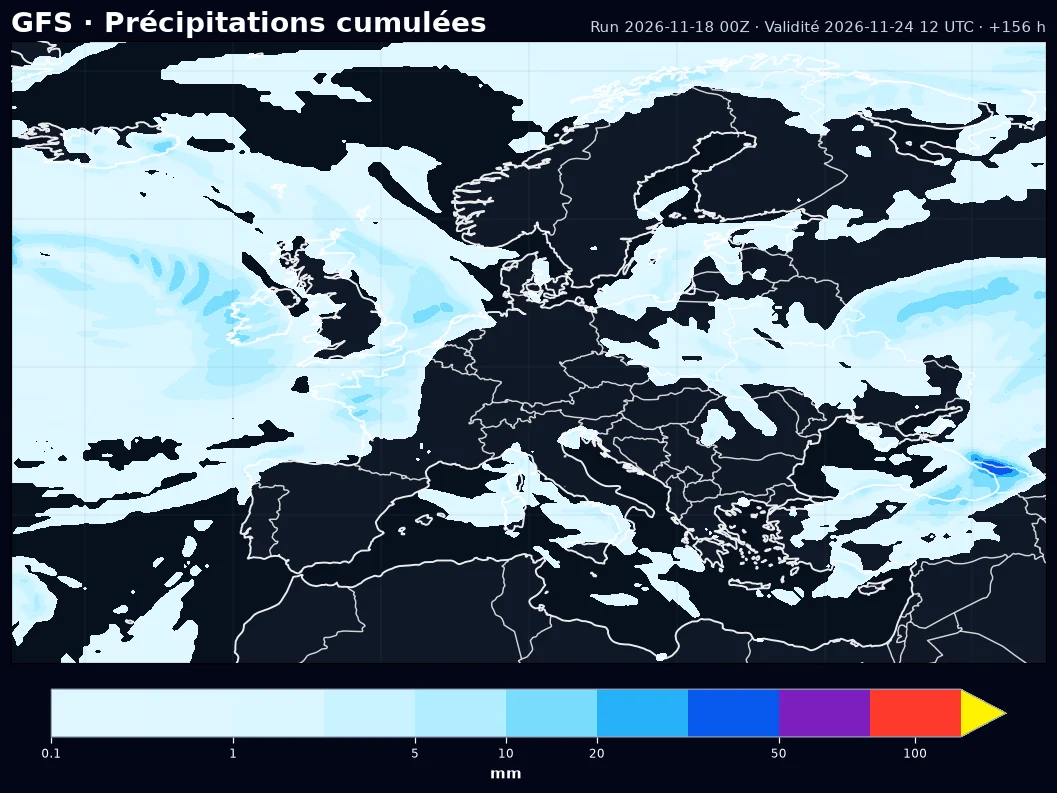 GFS · Précipitations cumulées
Run 2026-11-18 00Z · Validité 2026-11-24 12 UTC · +156 h
0.1 1 5 10 20 50 100
mm